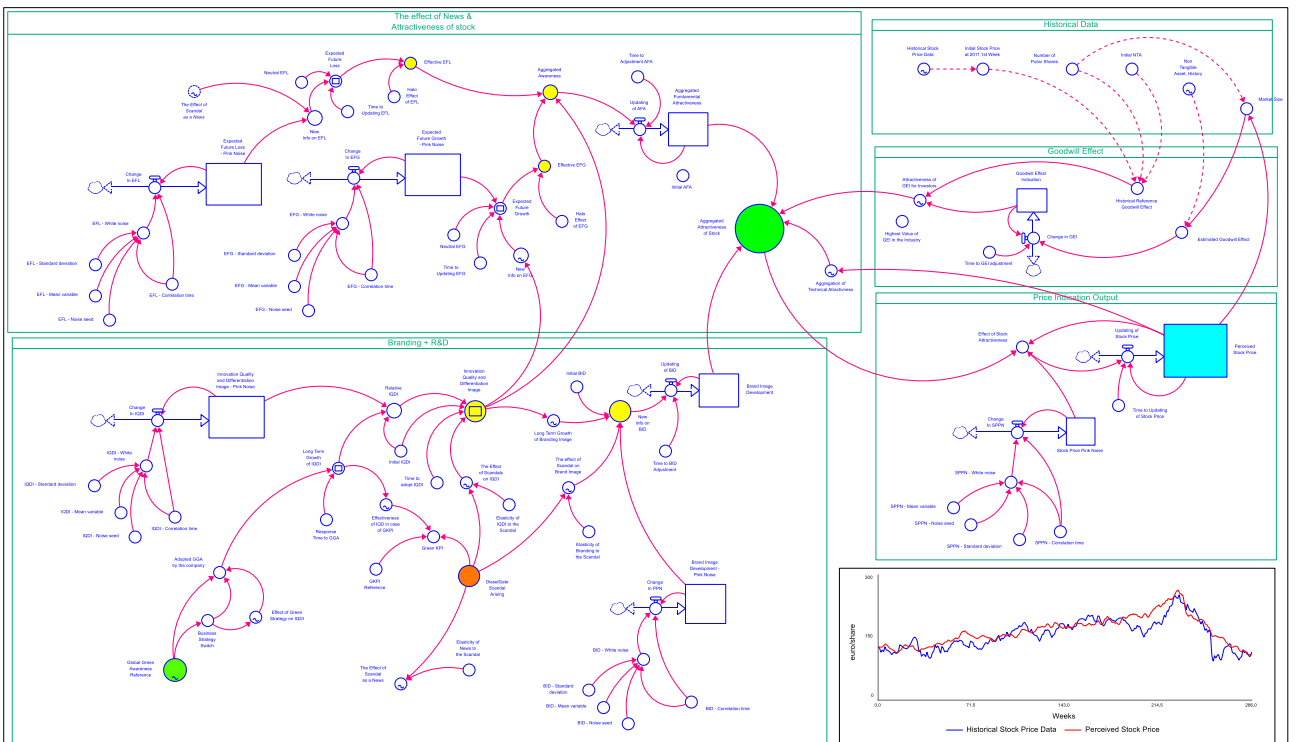 The effect of News &
Attractiveness of stock
Neutral EFL
Expected
Future
Loss
Effective EFL
Halo
Effect
of EFL
Time to
Updating EFL
The Effect of
Scandal
as a News
New
Info on EFL
Expected
Future Loss
- Pink Noise
Change
In EFL
EFL - White noise
EFL - Standard deviation
EFL - Mean variable
EFL - Noise seed
EFL - Correlation time
Expected
Future Growth
- Pink Noise
Change
In EFG
EFG - White noise
EFG - Standard deviation
EFG - Mean variable
EFG - Noise seed
EFG - Correlation time
Aggregated
Awareness
Effective EFG
Expected
Future
Growth
Halo
Effect
of EFG
Neutral EFG
Time to
Updating EFG
New
Info on EFG
Time to
Adjustment AFA
Updating
of AFA
Aggregated
Fundamental
Attractiveness
Initial AFA
Aggregated
Attractiveness
of Stock
Aggregation of
Technical Attractivness
Historical Data
Historical Stock
Price Data
Initial Stock Price
at 2011 1st Week
Number of
Pubic Shares
Initial NTA
Non
Tangible
Asset, History
Market Size
Goodwill Effect
Attractiveness of
GEI for Investors
Goodwill Effect
Indication
Historical Reference
Goodwill Effect
Highest Value of
GEI in the Industry
Change in GEI
Estimated Goodwill Effect
Time to GEI adjustment
Price Indication Output
Effect of Stock
Attractiveness
Updating of
Stock Price
Perceived
Stock Price
Time to Updating
of Stock Price
Change
In SPPN
Stock Price Pink Noise
SPPN - White noise
SPPN - Mean variable
SPPN - Noise seed
SPPN - Standard deviation
SPPN - Correlation time
Branding + R&D
Innovation Quality
and Differentiation
Image - Pink Noise
Change
In IQDI
IQDI - White
noise
IQDI - Standard deviation
IQDI - Mean variable
IQDI - Noise seed
IQDI - Correlation time
Relative
IQDI
Innovation
Quality and
Differentiation
Image
Long Term
Growth
of IQDI
Initial IQDI
Time to
adopt IQDI
The Effect
of Scandals
on IQDI
Effectiveness
of IQD in case
of GKPI
Elasticity of
IQDI to the
Scandal
Response
Time to GGA
Green KPI
GKPI
Reference
DieselGate
Scandal
Arising
Adopted GGA
by the company
Business
Strategy
Switch
Effect of Green
Strategy on IQDI
Global Green
Awareness
Reference
The Effect of
Scandal
as a News
Elasticity of
News to
the Scandal
Initial BID
Updating
of BID
Brand Image
Development
Long Term Growth
of Branding Image
New
Info on
BID
Time to BID
Adjustment
The effect of
Scandal on
Brand Image
Elasticity of
Branding to
the Scandal
Brand Image
Development -
Pink Noise
Change
In PPN
BID - White noise
BID - Standard
deviation
BID - Mean variable
BID - Noise seed
BID - Correlation time
300
150
0
euro/share
0,0
71,5
143,0
214,5
286,0
Weeks
Historical Stock Price Data
Perceived Stock Price